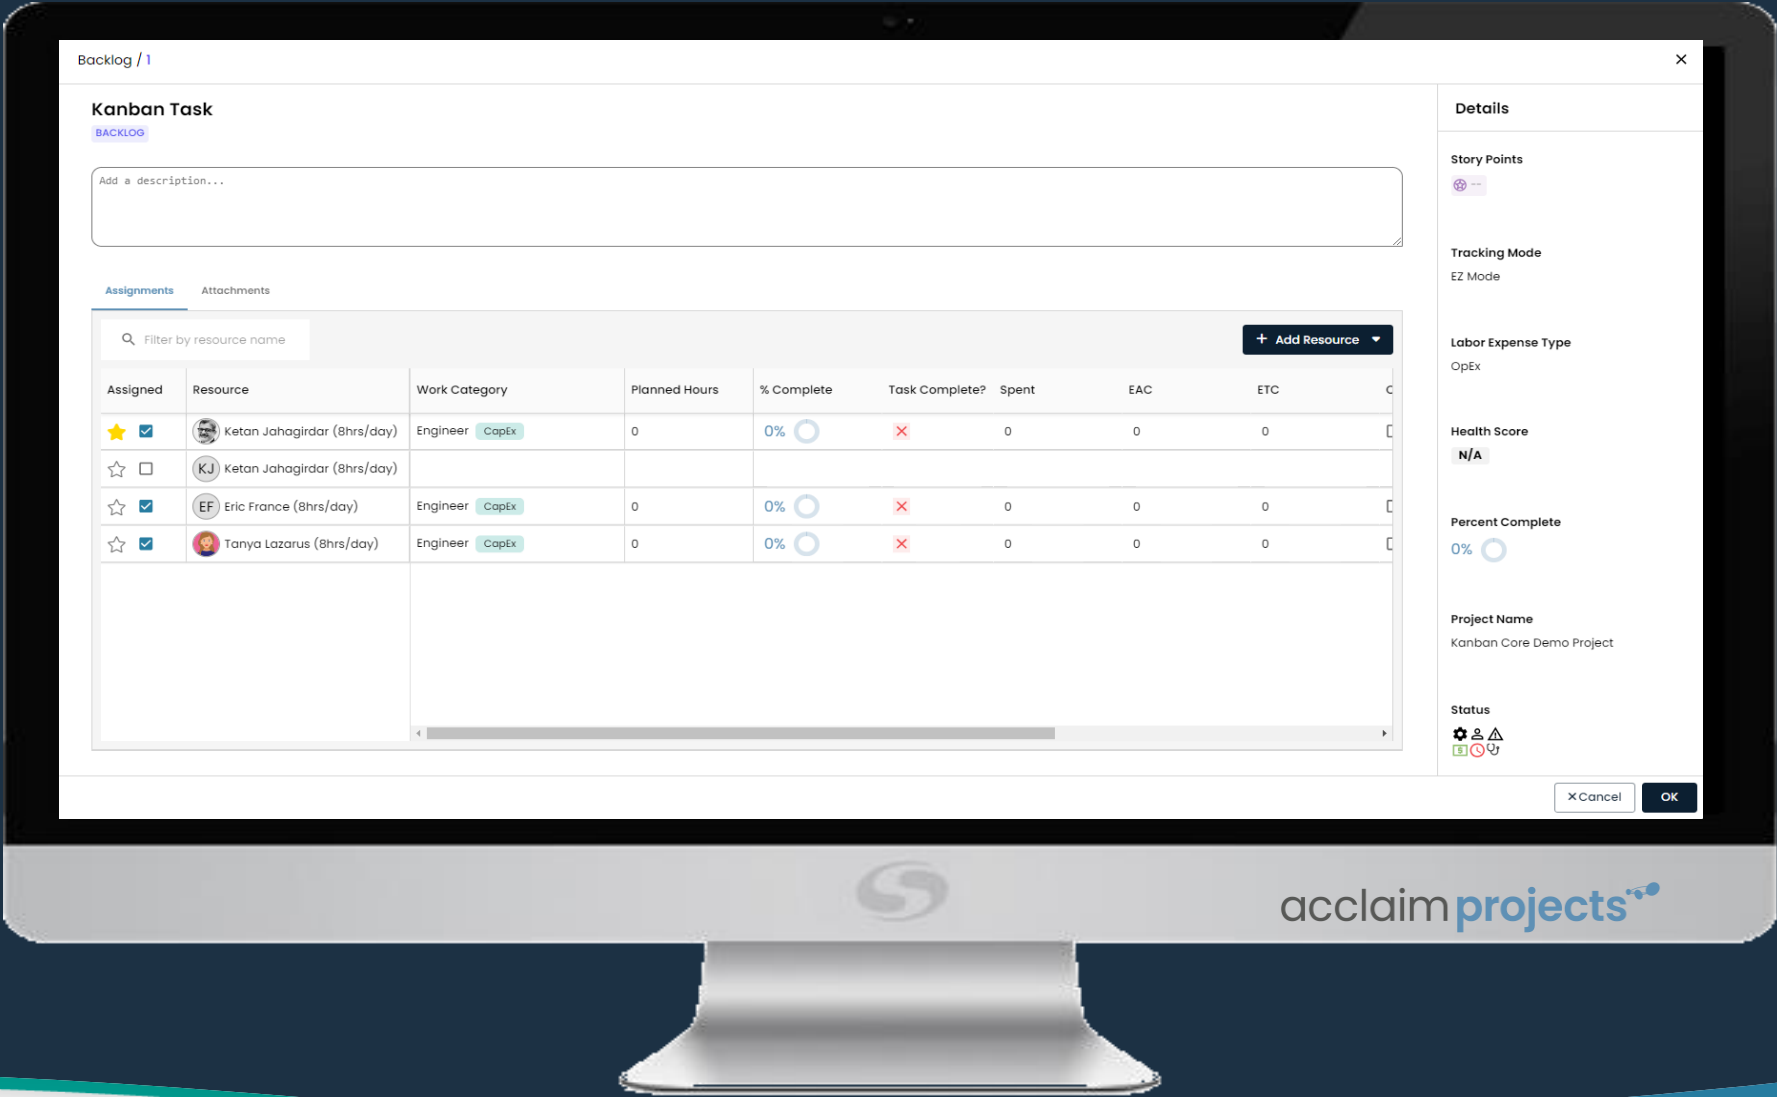 Backlog / 1
Kanban Task
BACKLOG
Add a description...
Assignments Attachments
Filter by resource name
+ Add Resource
Assigned Resource Work Category Planned Hours % Complete Task Complete? Spent EAC ETC
Ketan Jahagirdar (8hrs/day) Engineer CapEx 0 0% 0 0 0
KJ Ketan Jahagirdar (8hrs/day)
EF Eric France (8hrs/day) Engineer CapEx 0 0% 0 0 0
Tanya Lazarus (8hrs/day) Engineer CapEx 0 0% 0 0 0
Details
Story Points
--
Tracking Mode
EZ Mode
Labor Expense Type
OpEx
Health Score
N/A
Percent Complete
0%
Project Name
Kanban Core Demo Project
Status
Cancel OK
acclaim projects